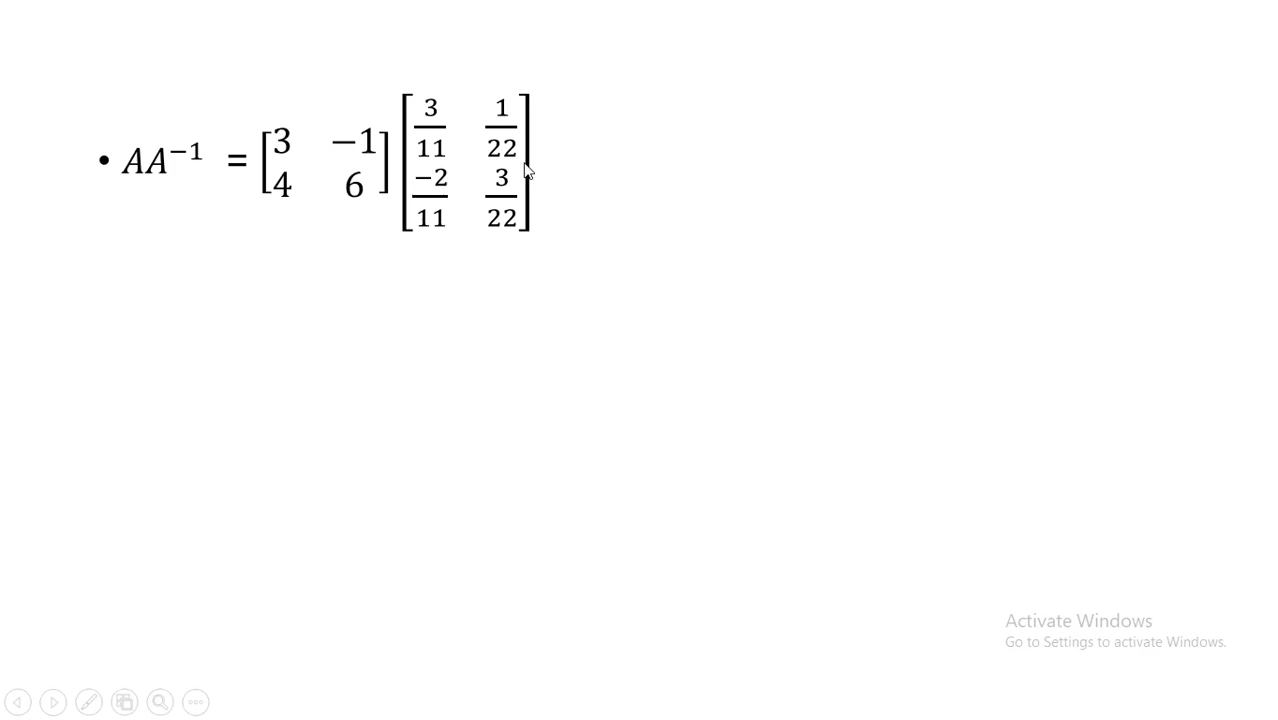 • AA⁻¹ = [3 −1; 4 6] [3/11 1/22; −2/11 3/22]
Activate Windows
Go to Settings to activate Windows.